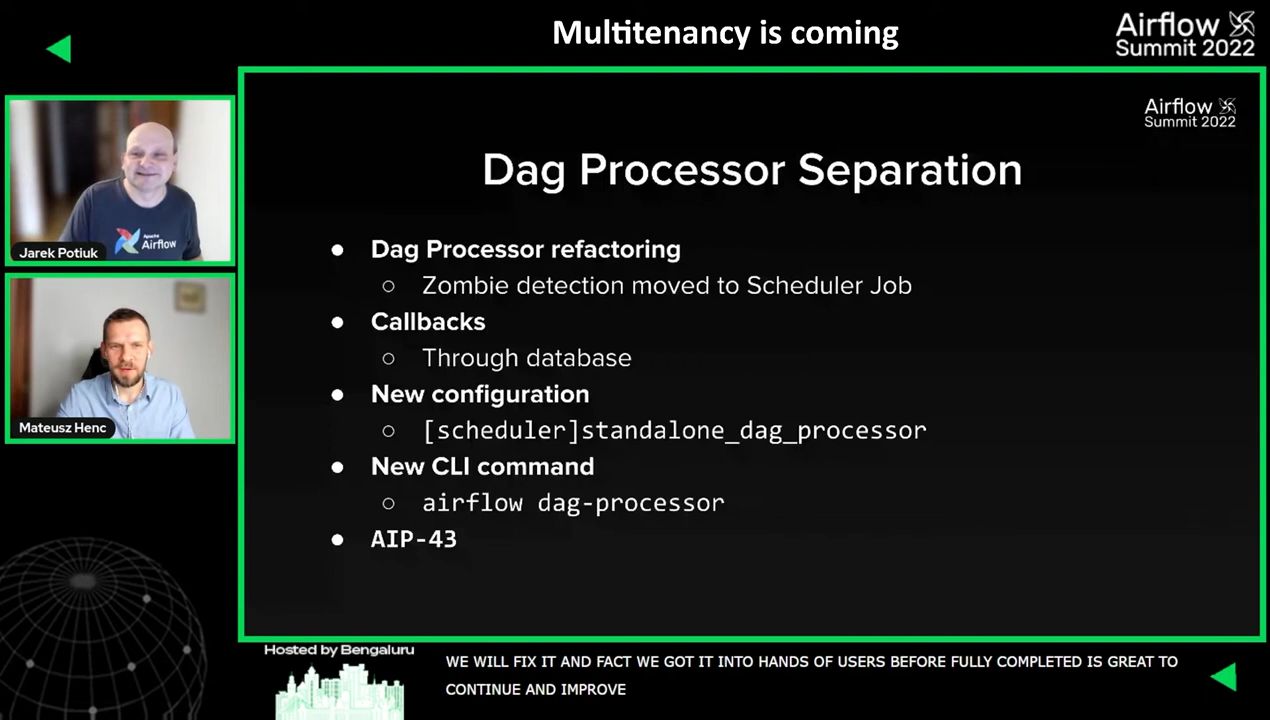 Multitenancy is coming
Airflow
Summit 2022
Airflow
Summit 2022
Dag Processor Separation
Apache
Airflow
Jarek Potiuk
Mateusz Henc
● Dag Processor refactoring
○ Zombie detection moved to Scheduler Job
● Callbacks
○ Through database
● New configuration
○ [scheduler]standalone_dag_processor
● New CLI command
○ airflow dag-processor
● AIP-43
Hosted by Bengaluru
WE WILL FIX IT AND FACT WE GOT IT INTO HANDS OF USERS BEFORE FULLY COMPLETED IS GREAT TO
CONTINUE AND IMPROVE